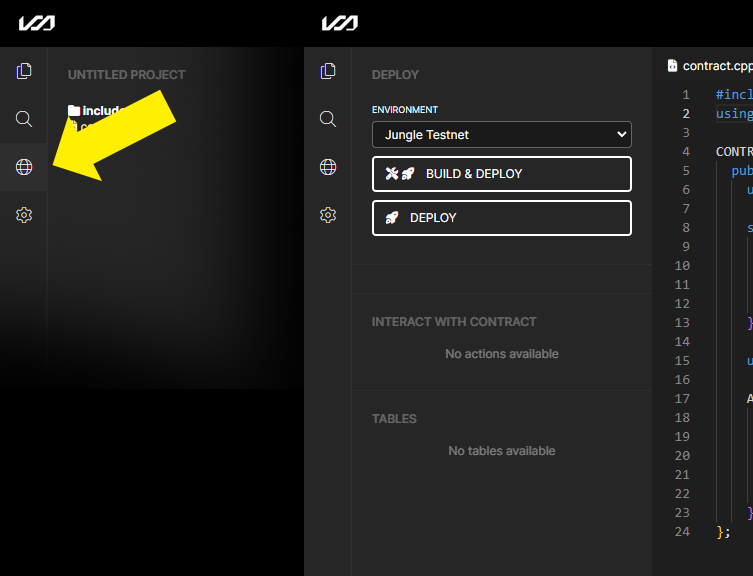 UNTITLED PROJECT
include
DEPLOY
ENVIRONMENT
Jungle Testnet
BUILD & DEPLOY
DEPLOY
INTERACT WITH CONTRACT
No actions available
TABLES
No tables available
contract.cpp
1 #incl
2 using
3
4 CONTR
5 pub
6 u
7
8 s
9
10
11
12
13 }
14
15 u
16
17 A
18
19
20
21
22
23 }
24 };